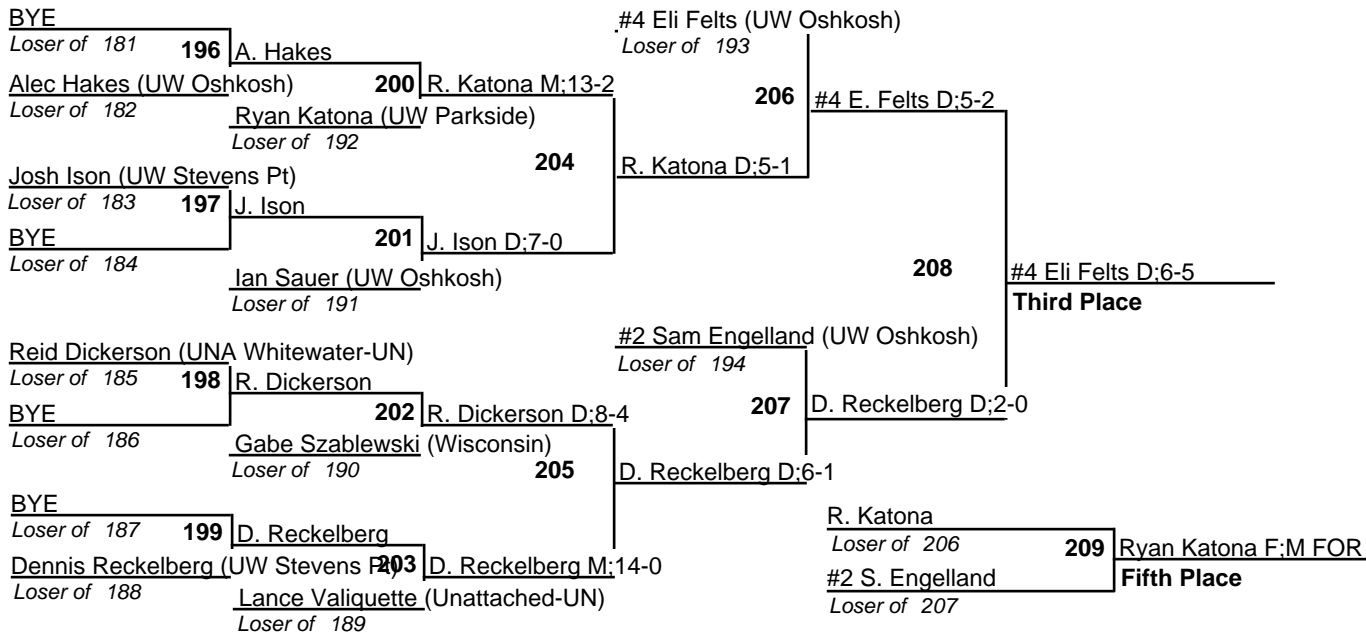 BYE
Loser of 181
196
A. Hakes
Alec Hakes (UW Oshkosh)
Loser of 182
200
R. Katona M;13-2
Ryan Katona (UW Parkside)
Loser of 192
Josh Ison (UW Stevens Pt)
Loser of 183
197
J. Ison
BYE
Loser of 184
201
J. Ison D;7-0
Ian Sauer (UW Oshkosh)
Loser of 191
204
R. Katona D;5-1
#4 Eli Felts (UW Oshkosh)
Loser of 193
206
#4 E. Felts D;5-2
Reid Dickerson (UNA Whitewater-UN)
Loser of 185
198
R. Dickerson
BYE
Loser of 186
202
R. Dickerson D;8-4
Gabe Szablewski (Wisconsin)
Loser of 190
BYE
Loser of 187
199
D. Reckelberg
Dennis Reckelberg (UW Stevens Pt)
Loser of 188
203
D. Reckelberg M;14-0
Lance Valiquette (Unattached-UN)
Loser of 189
205
D. Reckelberg D;6-1
#2 Sam Engelland (UW Oshkosh)
Loser of 194
207
D. Reckelberg D;2-0
208
#4 Eli Felts D;6-5
Third Place
R. Katona
Loser of 206
209
Ryan Katona F;M FOR
#2 S. Engelland
Fifth Place
Loser of 207